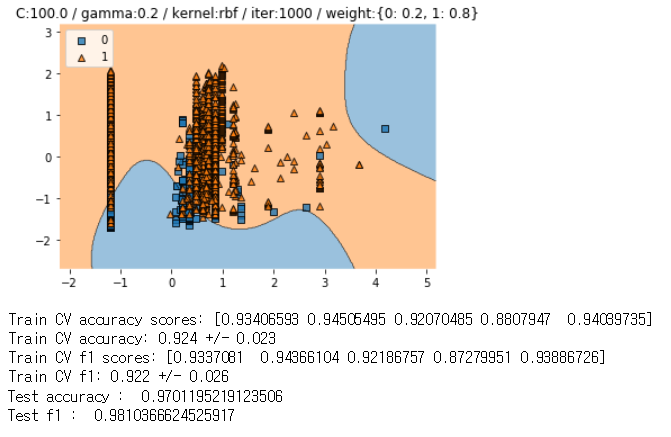 C:100.0 / gamma:0.2 / kernel:rbf / iter:1000 / weight:{0: 0.2, 1: 0.8}
0
1
3
2
1
0
−1
−2
−2 −1 0 1 2 3 4 5
Train CV accuracy scores: [0.93406593 0.94505495 0.92070485 0.8807947  0.94039735]
Train CV accuracy: 0.924 +/- 0.023
Train CV f1 scores: [0.9337081  0.94366104 0.92186757 0.87279951 0.93886726]
Train CV f1: 0.922 +/- 0.026
Test accuracy :  0.9701195219123506
Test f1 :  0.9810366624525917